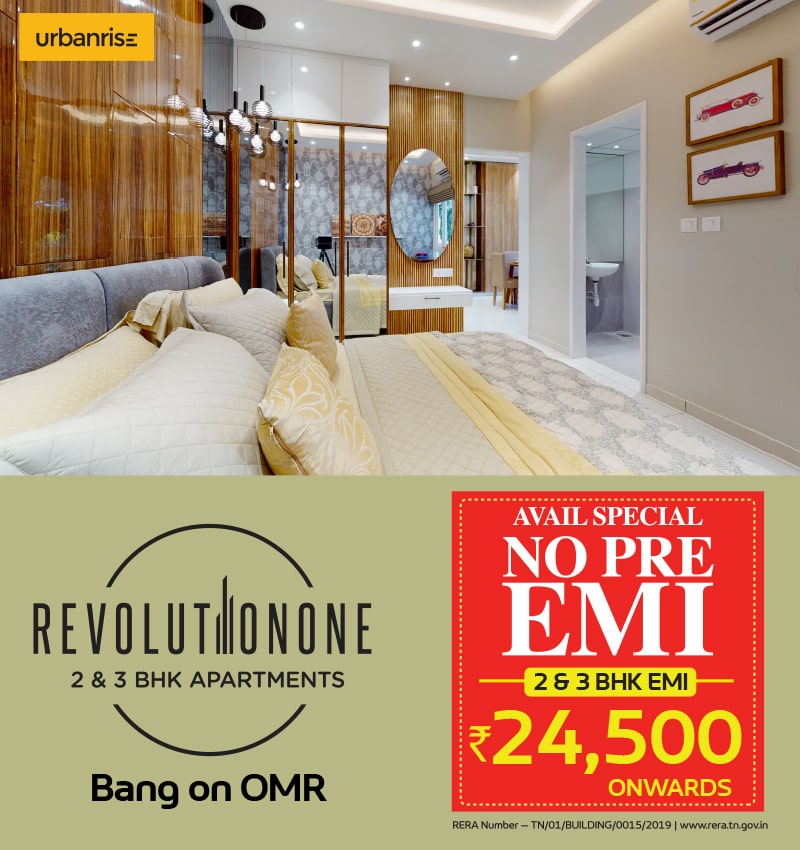 urbanrise
REVOLUTIONONE
2 & 3 BHK APARTMENTS
Bang on OMR
AVAIL SPECIAL
NO PRE
EMI
2 & 3 BHK EMI
₹24,500
ONWARDS
RERA Number – TN/01/BUILDING/0015/2019 | www.rera.tn.gov.in